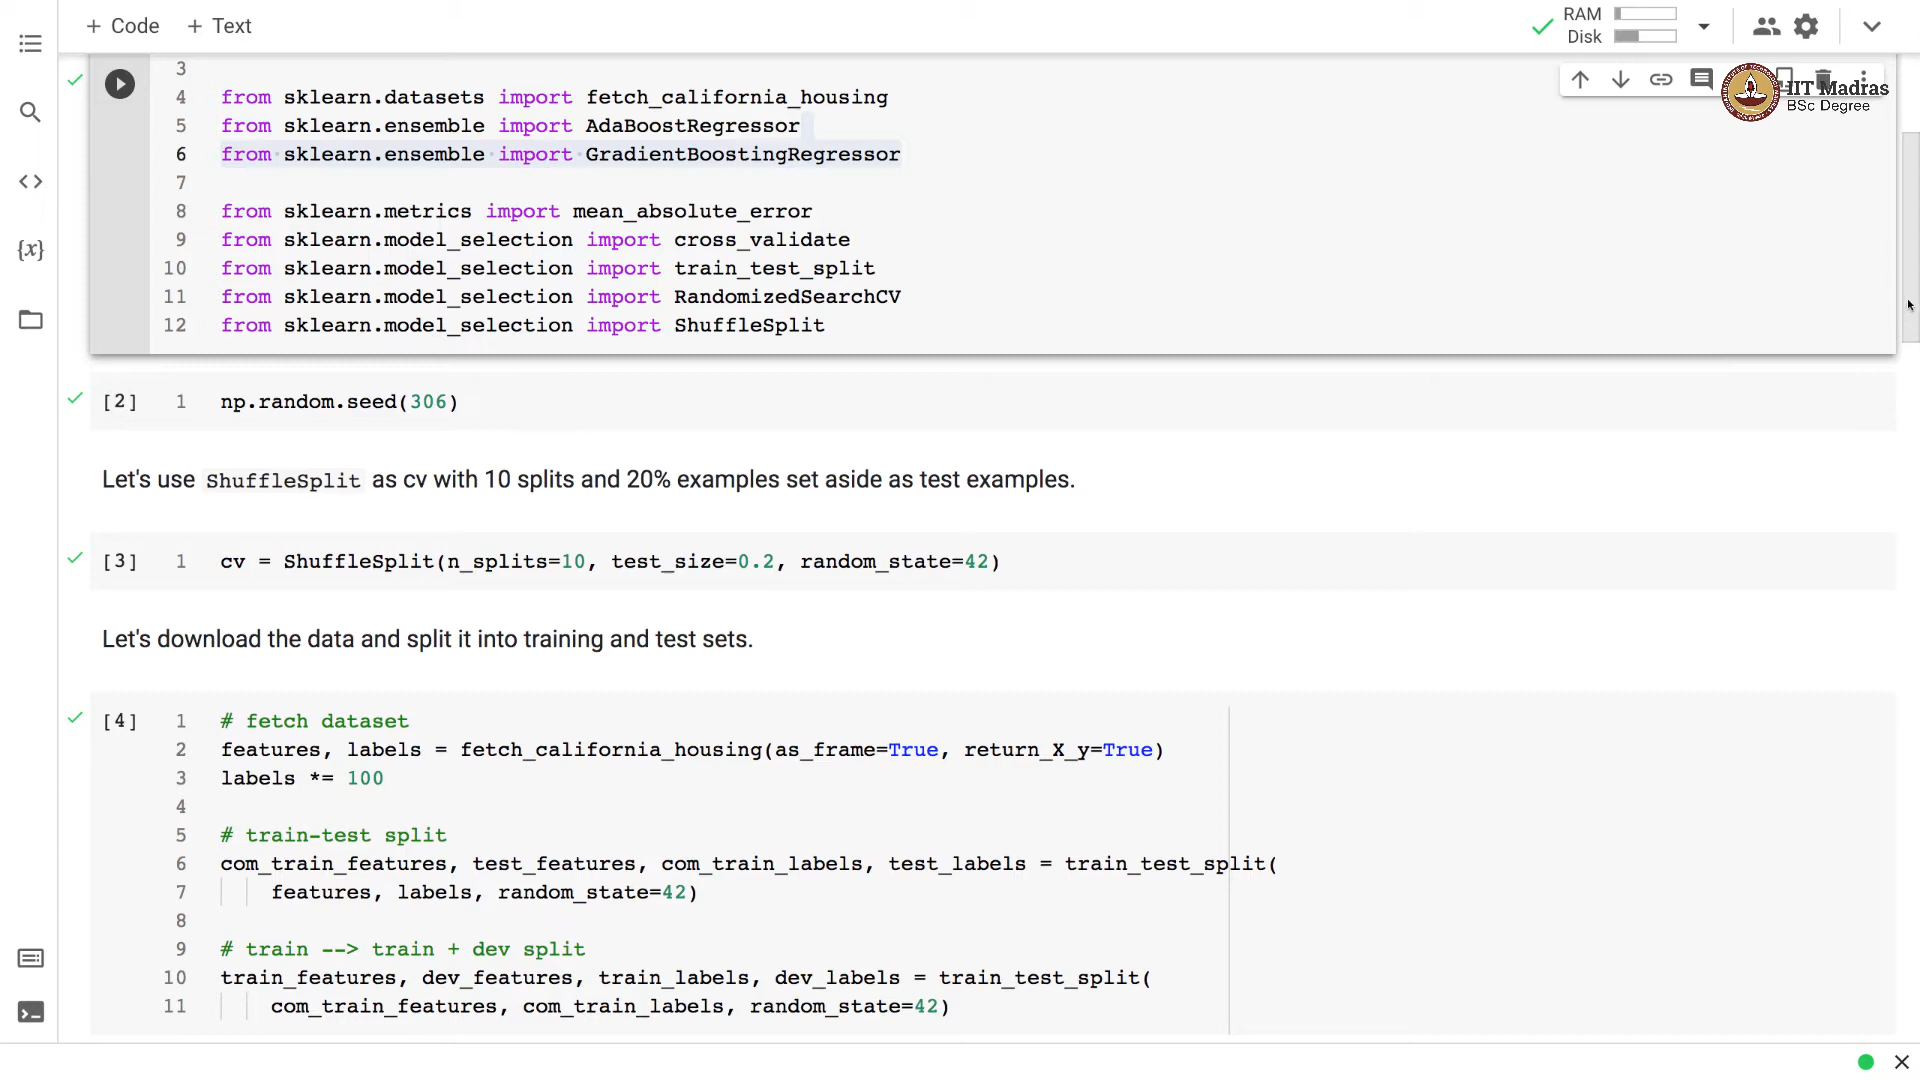 + Code + Text
RAM
Disk
IIT Madras
BSc Degree
3
4 from sklearn.datasets import fetch_california_housing
5 from sklearn.ensemble import AdaBoostRegressor
6 from sklearn.ensemble import GradientBoostingRegressor
7
8 from sklearn.metrics import mean_absolute_error
9 from sklearn.model_selection import cross_validate
10 from sklearn.model_selection import train_test_split
11 from sklearn.model_selection import RandomizedSearchCV
12 from sklearn.model_selection import ShuffleSplit
[2] 1 np.random.seed(306)
Let's use ShuffleSplit as cv with 10 splits and 20% examples set aside as test examples.
[3] 1 cv = ShuffleSplit(n_splits=10, test_size=0.2, random_state=42)
Let's download the data and split it into training and test sets.
[4] 1 # fetch dataset
2 features, labels = fetch_california_housing(as_frame=True, return_X_y=True)
3 labels *= 100
4
5 # train-test split
6 com_train_features, test_features, com_train_labels, test_labels = train_test_split(
7 features, labels, random_state=42)
8
9 # train --> train + dev split
10 train_features, dev_features, train_labels, dev_labels = train_test_split(
11 com_train_features, com_train_labels, random_state=42)